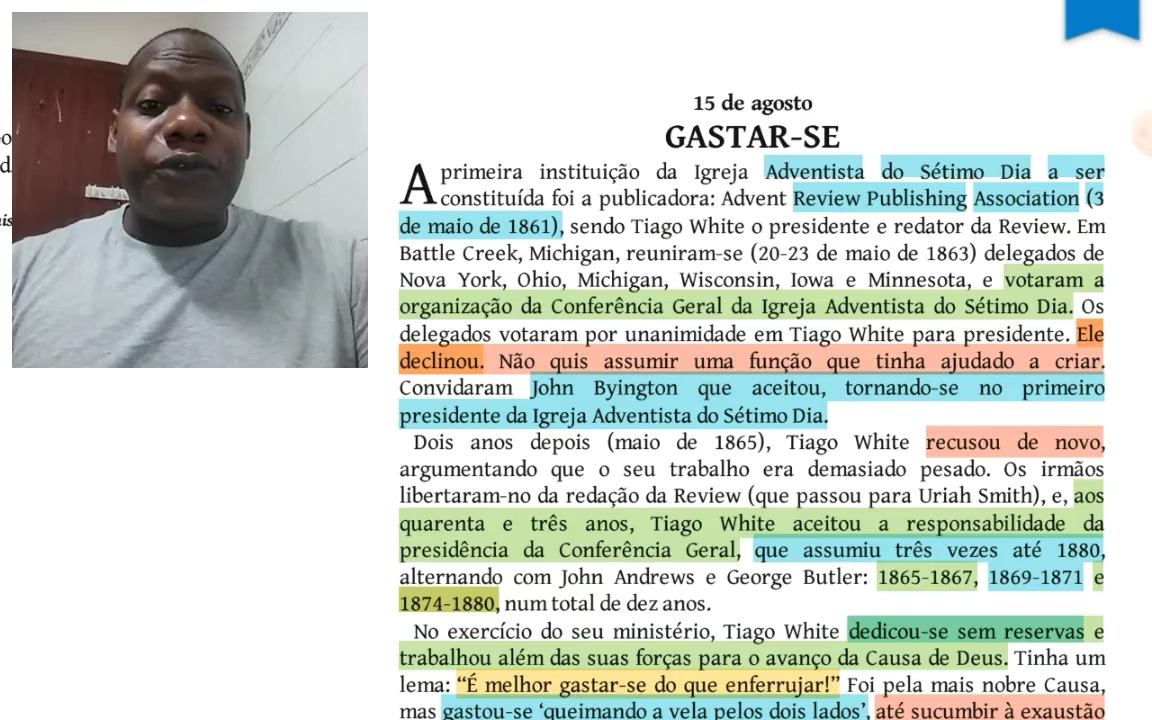 eo
d
is
15 de agosto
GASTAR-SE
A primeira instituição da Igreja Adventista do Sétimo Dia a ser
constituída foi a publicadora: Advent Review Publishing Association (3
de maio de 1861), sendo Tiago White o presidente e redator da Review. Em
Battle Creek, Michigan, reuniram-se (20-23 de maio de 1863) delegados de
Nova York, Ohio, Michigan, Wisconsin, Iowa e Minnesota, e votaram a
organização da Conferência Geral da Igreja Adventista do Sétimo Dia. Os
delegados votaram por unanimidade em Tiago White para presidente. Ele
declinou. Não quis assumir uma função que tinha ajudado a criar.
Convidaram John Byington que aceitou, tornando-se no primeiro
presidente da Igreja Adventista do Sétimo Dia.
Dois anos depois (maio de 1865), Tiago White recusou de novo,
argumentando que o seu trabalho era demasiado pesado. Os irmãos
libertaram-no da redação da Review (que passou para Uriah Smith), e, aos
quarenta e três anos, Tiago White aceitou a responsabilidade da
presidência da Conferência Geral, que assumiu três vezes até 1880,
alternando com John Andrews e George Butler: 1865-1867, 1869-1871 e
1874-1880, num total de dez anos.
No exercício do seu ministério, Tiago White dedicou-se sem reservas e
trabalhou além das suas forças para o avanço da Causa de Deus. Tinha um
lema: “É melhor gastar-se do que enferrujar!” Foi pela mais nobre Causa,
mas gastou-se ‘queimando a vela pelos dois lados’, até sucumbir à exaustão